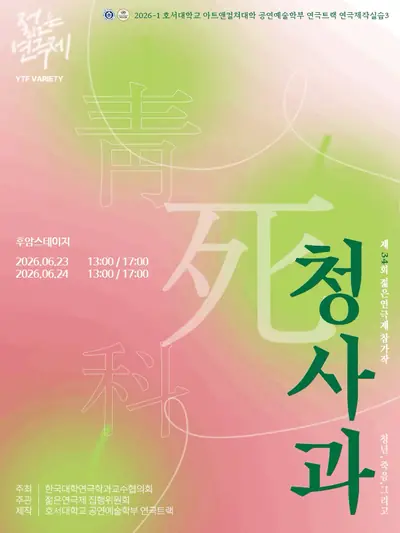 젊은
연극제
YTF VARIETY
2026-1 호서대학교 아트앤컬쳐대학 공연예술학부 연극트랙 연극제작실습3
靑
死
科
후암스테이지
2026.06.23 13:00 / 17:00
2026.06.24 13:00 / 17:00
제 34회 젊은연극제 참가작
청사과
청년, 죽음, 그리고
주최 | 한국대학연극학과교수협의회
주관 | 젊은연극제 집행위원회
제작 | 호서대학교 공연예술학부 연극트랙